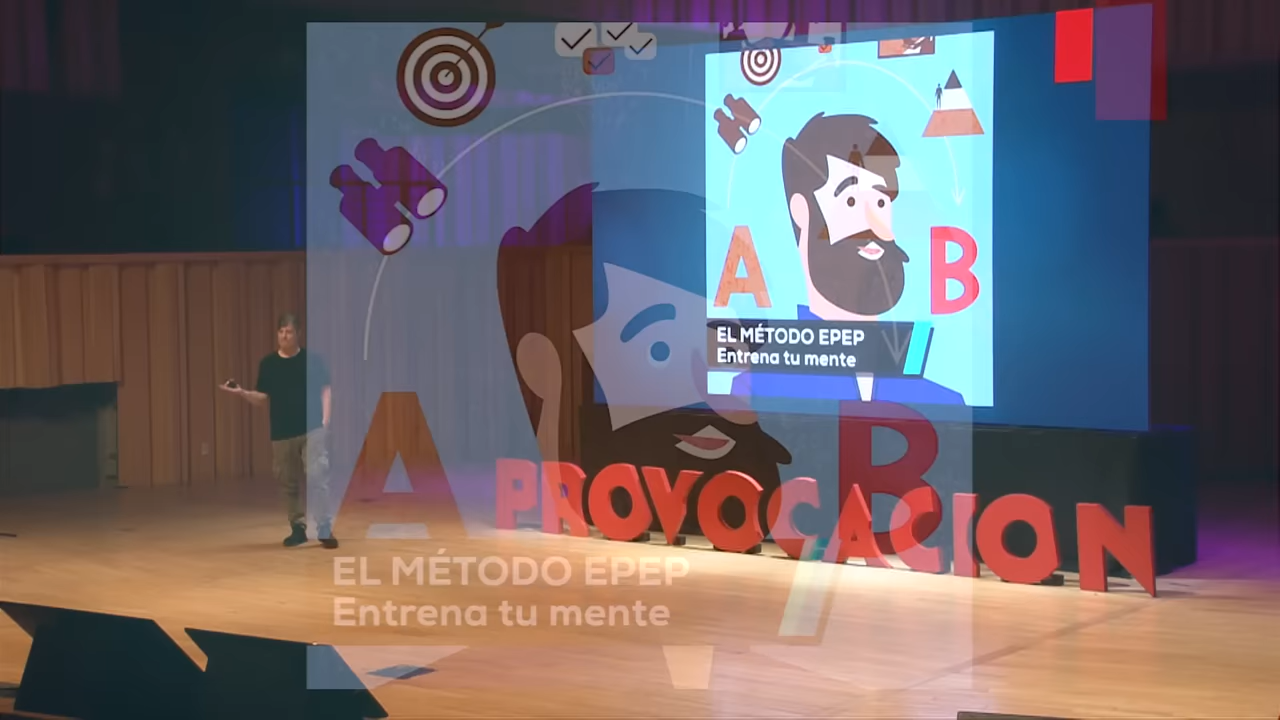 A B
EL MÉTODO EPEP
Entrena tu mente
PROVOCACION
A B
EL MÉTODO EPEP
Entrena tu mente